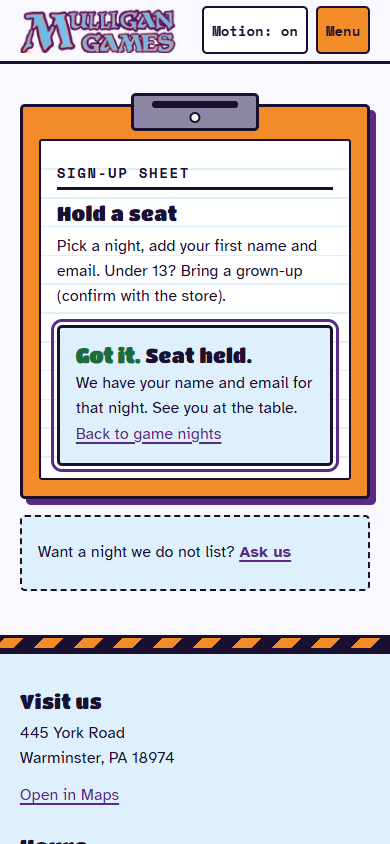 MULLIGAN
GAMES
Motion: on
Menu
SIGN-UP SHEET
Hold a seat
Pick a night, add your first name and
email. Under 13? Bring a grown-up
(confirm with the store).
Got it. Seat held.
We have your name and email for
that night. See you at the table.
Back to game nights
Want a night we do not list? Ask us
Visit us
445 York Road
Warminster, PA 18974
Open in Maps